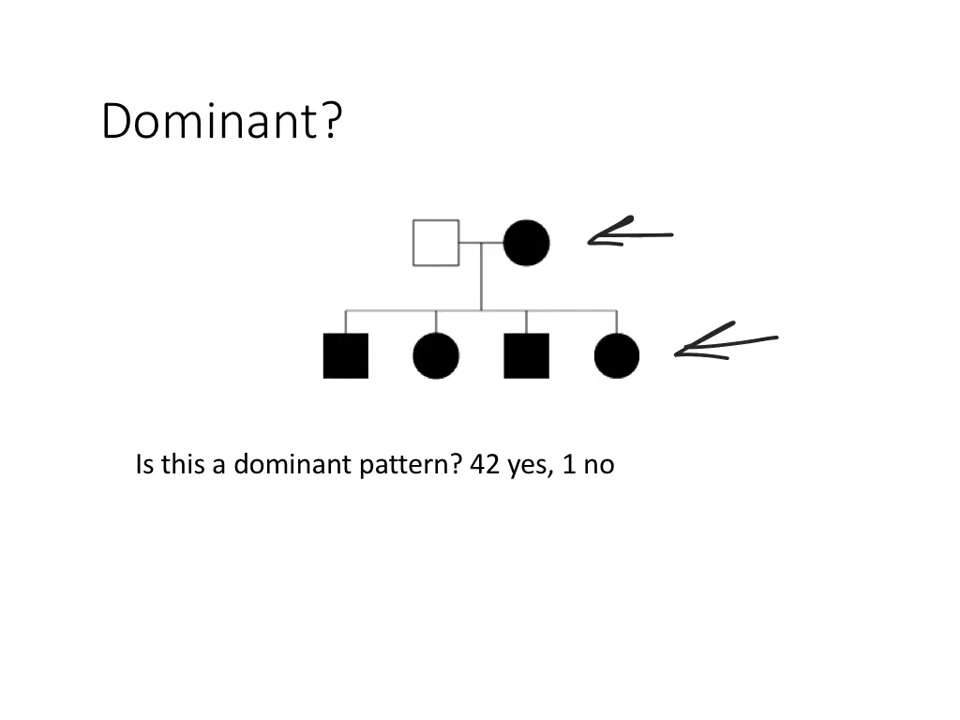 Dominant?
Is this a dominant pattern? 42 yes, 1 no